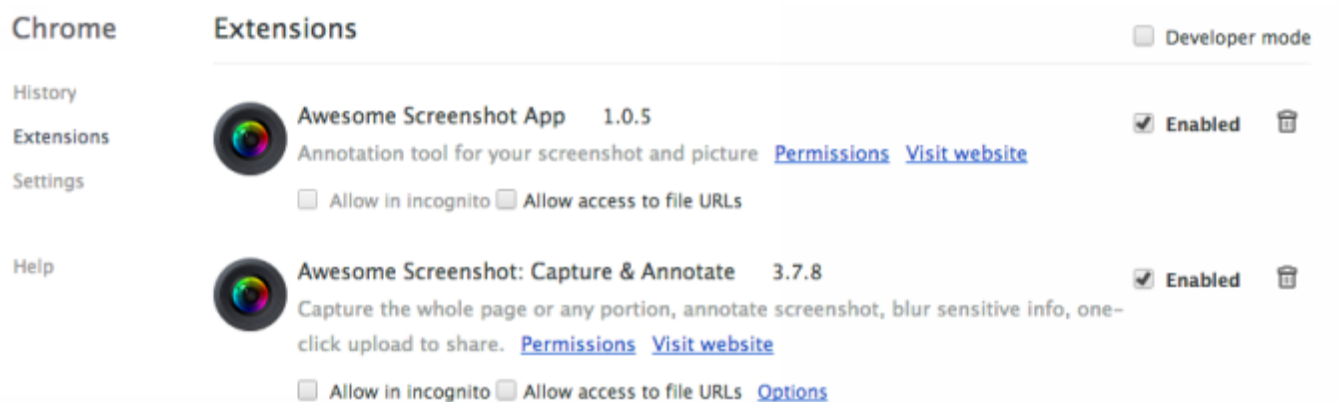 Chrome
Extensions
Developer mode
History
Extensions
Settings
Help
Awesome Screenshot App 1.0.5
Enabled
Annotation tool for your screenshot and picture Permissions Visit website
Allow in incognito Allow access to file URLs
Awesome Screenshot: Capture & Annotate 3.7.8
Enabled
Capture the whole page or any portion, annotate screenshot, blur sensitive info, one-
click upload to share. Permissions Visit website
Allow in incognito Allow access to file URLs Options